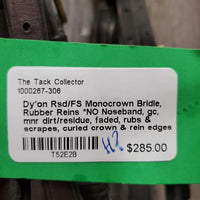 The Tack Collector
1000267-306
Dy'on Rsd/FS Monocrown Bridle,
Rubber Reins *NO Noseband, gc,
mnr dirt/residue, faded, rubs &
scrapes, curled crown & rein edges
T52E2B
$285.00